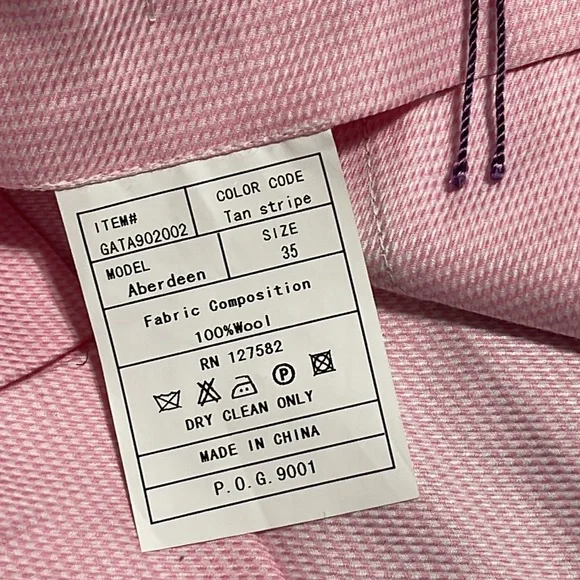 ITEM#
GATA902002
COLOR CODE
Tan stripe
MODEL
Aberdeen
SIZE
35
Fabric Composition
100%Wool
RN 127582
P
DRY CLEAN ONLY
MADE IN CHINA
P.O.G.9001